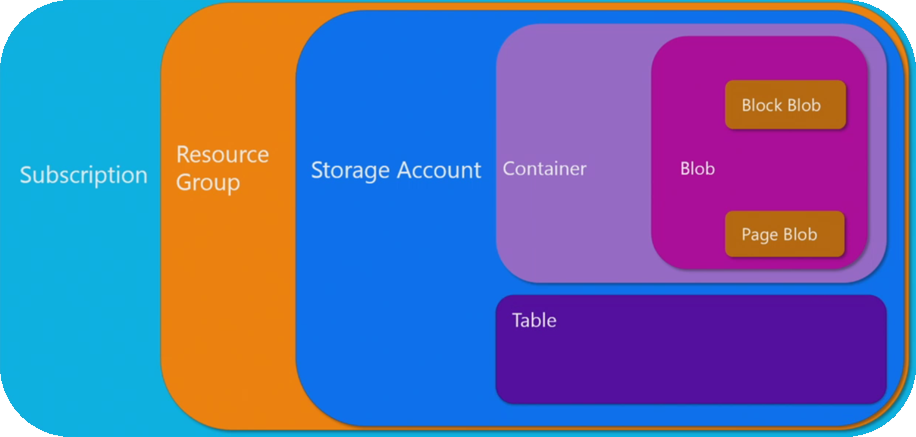 Subscription
Resource
Group
Storage Account
Container
Blob
Block Blob
Page Blob
Table